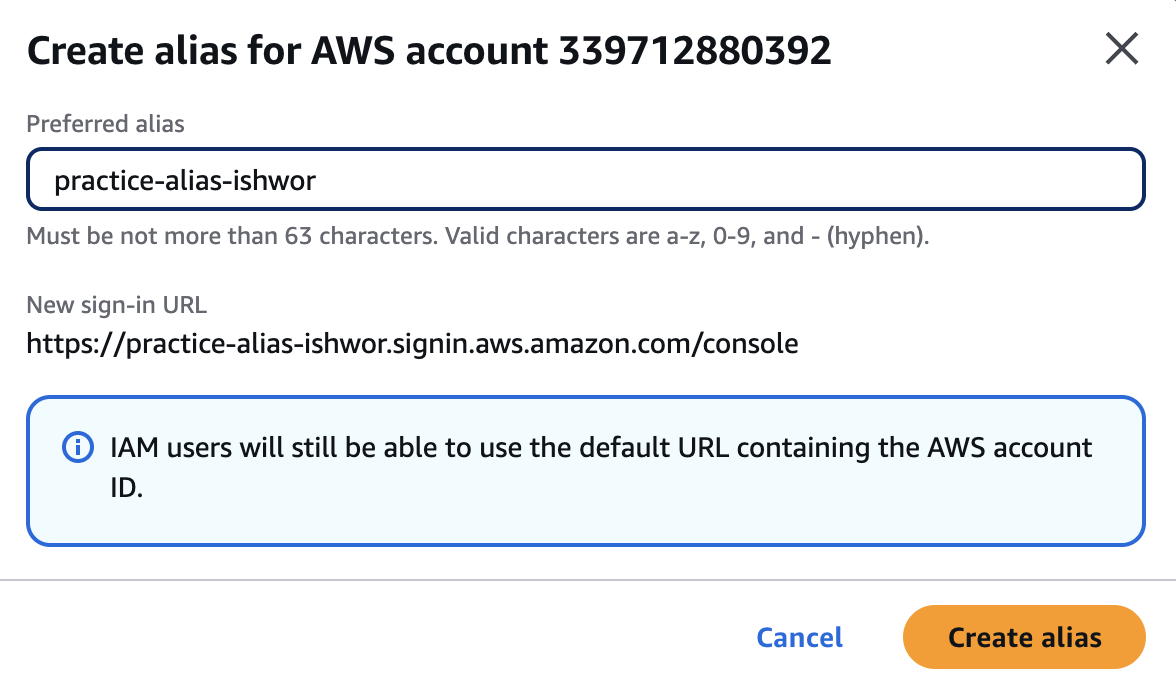 Create alias for AWS account 339712880392
Preferred alias
practice-alias-ishwor
Must be not more than 63 characters. Valid characters are a-z, 0-9, and - (hyphen).
New sign-in URL
https://practice-alias-ishwor.signin.aws.amazon.com/console
IAM users will still be able to use the default URL containing the AWS account
ID.
Cancel
Create alias